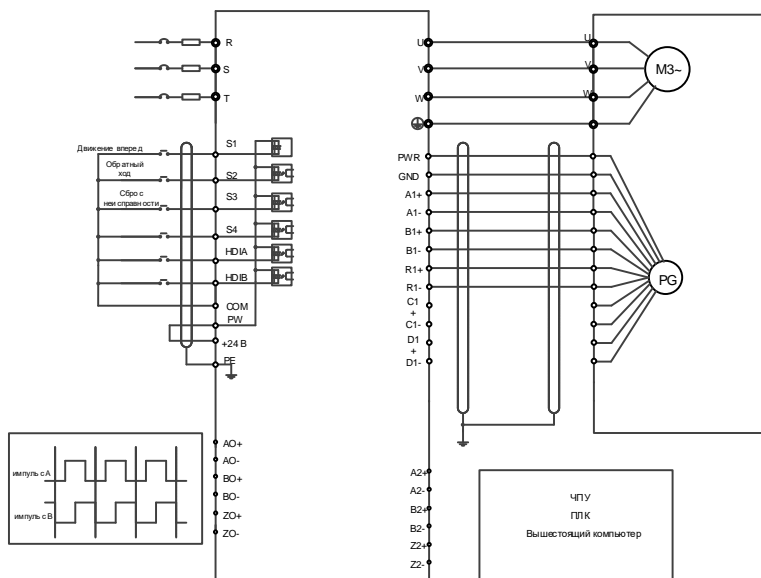 R
S
T
Движение вперед
S1
Обратный
ход
S2
Сброс
неисправности
S3
S4
HDIA
HDIB
COM
PW
+24 В
PE
U
V
W
U
V
W
M3~
PWR
GND
A1+
A1-
B1+
B1-
R1+
R1-
C1
+
C1-
D1
+
D1-
PG
импульс A
импульс B
AO+
AO-
BO+
BO-
ZO+
ZO-
A2+
A2-
B2+
B2-
Z2+
Z2-
ЧПУ
ПЛК
Вышестоящий компьютер